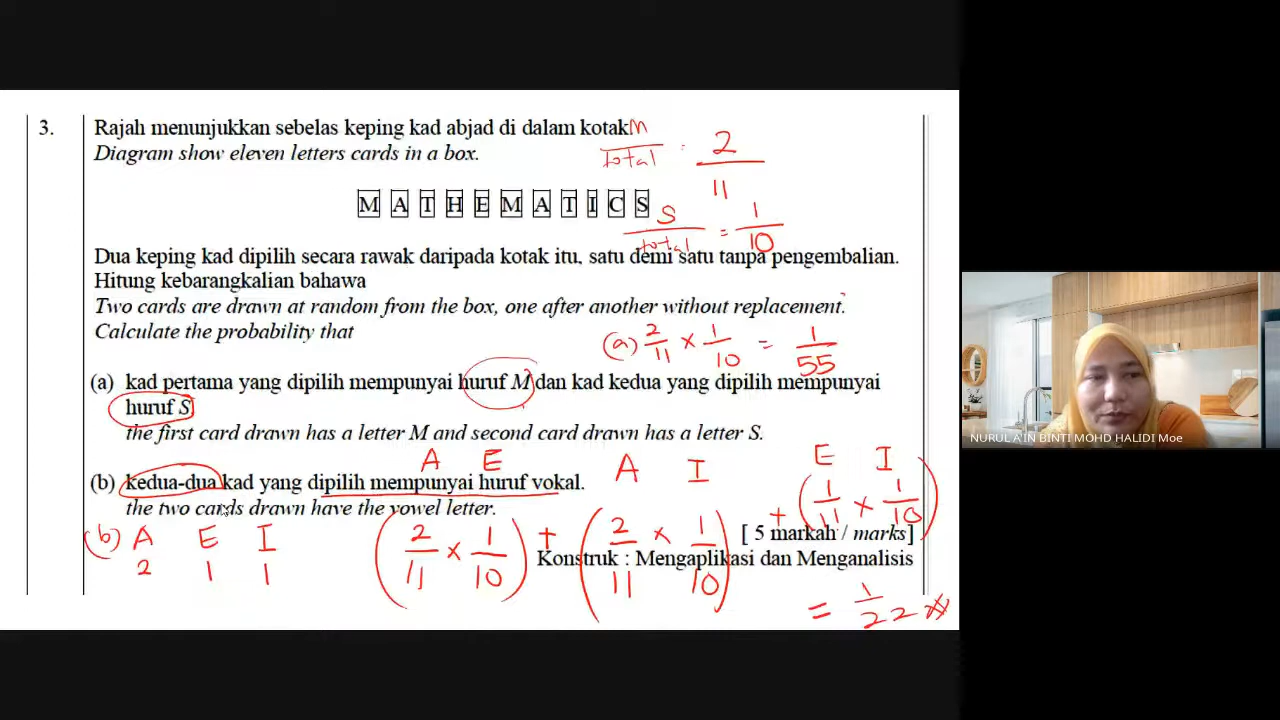 3.
Rajah menunjukkan sebelas keping kad abjad di dalam kotak
Diagram show eleven letters cards in a box.
M/total = 2/11
M A T H E M A T I C S
S/total = 1/10
Dua keping kad dipilih secara rawak daripada kotak itu, satu demi satu tanpa pengembalian.
Hitung kebarangkalian bahawa
Two cards are drawn at random from the box, one after another without replacement.
Calculate the probability that
(a) 2/11 × 1/10 = 1/55
(a) kad pertama yang dipilih mempunyai huruf M dan kad kedua yang dipilih mempunyai
huruf S
the first card drawn has a letter M and second card drawn has a letter S.
A E A I E I
(b) kedua-dua kad yang dipilih mempunyai huruf vokal.
the two cards drawn have the vowel letter.
[ 5 markah / marks]
Konstruk : Mengaplikasi dan Menganalisis
(b) A E I
2 1 1
(2/11 × 1/10) + (2/11 × 1/10) + (1/11 × 1/10)
= 1/22
NURUL A'IN BINTI MOHD HALIDI Moe